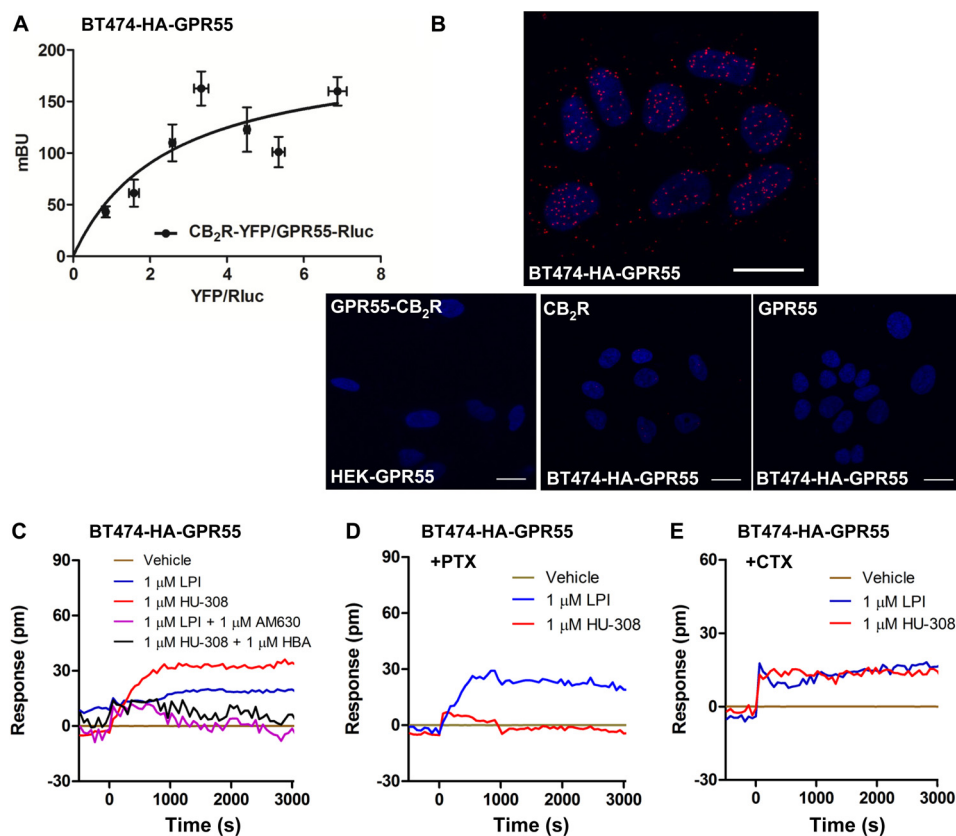 A
BT474-HA-GPR55
200
150
100
50
0
mBU
CB₂R-YFP/GPR55-Rluc
0 2 4 6 8
YFP/Rluc
B
BT474-HA-GPR55
GPR55-CB₂R
HEK-GPR55
CB₂R
BT474-HA-GPR55
GPR55
BT474-HA-GPR55
C
BT474-HA-GPR55
Vehicle
1 μM LPI
1 μM HU-308
1 μM LPI + 1 μM AM630
1 μM HU-308 + 1 μM HBA
90
60
30
0
-30
Response (pm)
0 1000 2000 3000
Time (s)
D
BT474-HA-GPR55
+PTX
Vehicle
1 μM LPI
1 μM HU-308
90
60
30
0
-30
Response (pm)
0 1000 2000 3000
Time (s)
E
BT474-HA-GPR55
+CTX
Vehicle
1 μM LPI
1 μM HU-308
60
30
0
-30
Response (pm)
0 1000 2000 3000
Time (s)